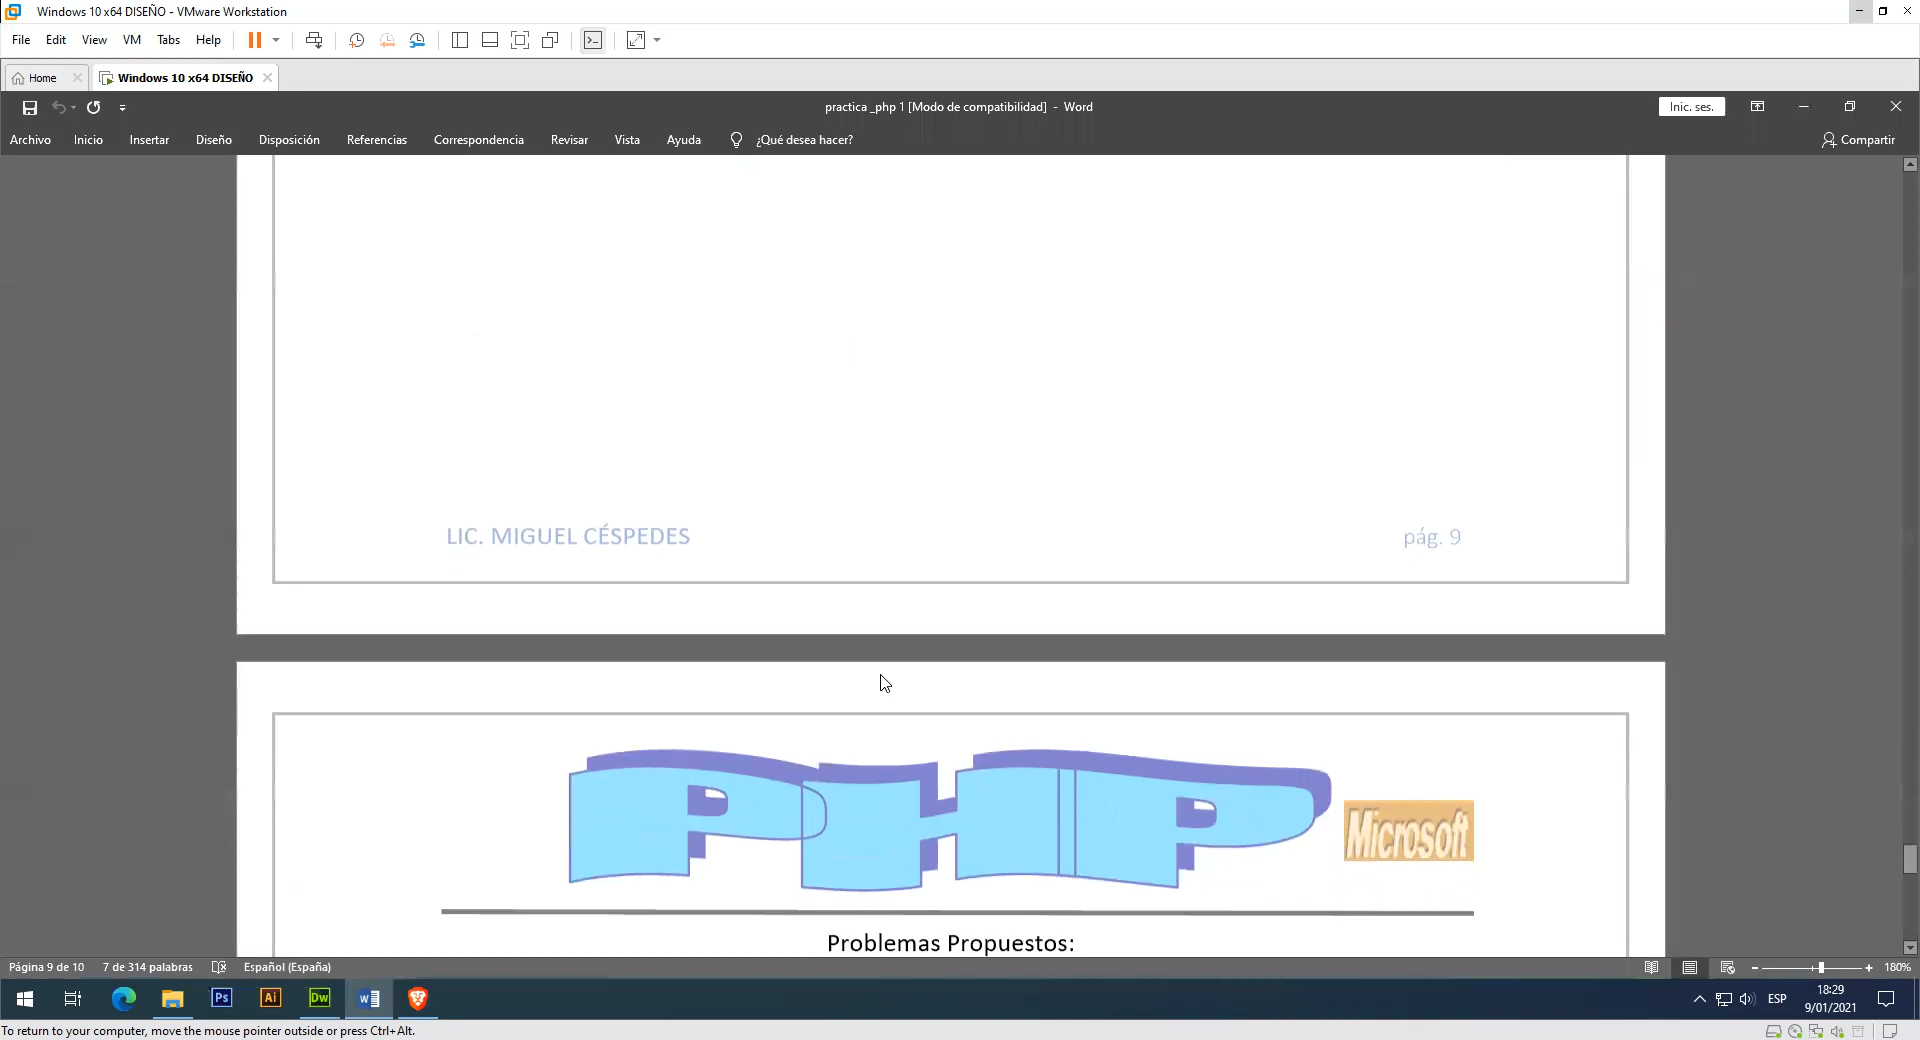 Windows 10 x64 DISEÑO - VMware Workstation
File Edit View VM Tabs Help
Home Windows 10 x64 DISEÑO
practica _php 1 [Modo de compatibilidad] - Word
Inic. ses.
Archivo Inicio Insertar Diseño Disposición Referencias Correspondencia Revisar Vista Ayuda ¿Qué desea hacer? Compartir
LIC. MIGUEL CÉSPEDES pág. 9
PHP
Microsoft
Problemas Propuestos:
Página 9 de 10 7 de 314 palabras Español (España) 180%
Ps Ai Dw W ESP 18:29
9/01/2021
To return to your computer, move the mouse pointer outside or press Ctrl+Alt.